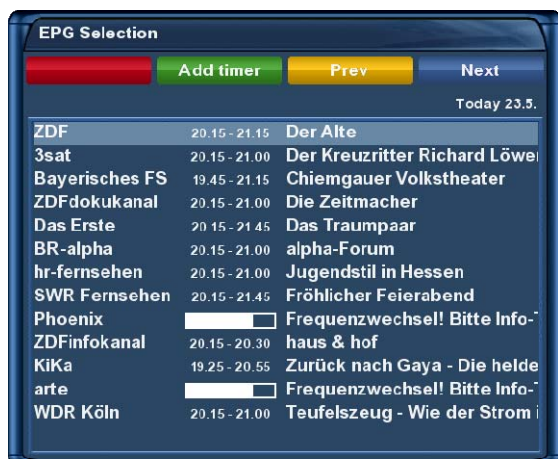 EPG Selection
Add timer Prev Next
Today 23.5.
ZDF 20.15 - 21.15 Der Alte
3sat 20.15 - 21.00 Der Kreuzritter Richard Löwe
Bayerisches FS 19.45 - 21.15 Chiemgauer Volkstheater
ZDFdokukanal 20.15 - 21.00 Die Zeitmacher
Das Erste 20.15 - 21.45 Das Traumpaar
BR-alpha 20.15 - 21.00 alpha-Forum
hr-fernsehen 20.15 - 21.00 Jugendstil in Hessen
SWR Fernsehen 20.15 - 21.45 Fröhlicher Feierabend
Phoenix Frequenzwechsel! Bitte Info-
ZDFinfokanal 20.15 - 20.30 haus & hof
KiKa 19.25 - 20.55 Zurück nach Gaya - Die helde
arte Frequenzwechsel! Bitte Info-
WDR Köln 20.15 - 21.00 Teufelszeug - Wie der Strom i